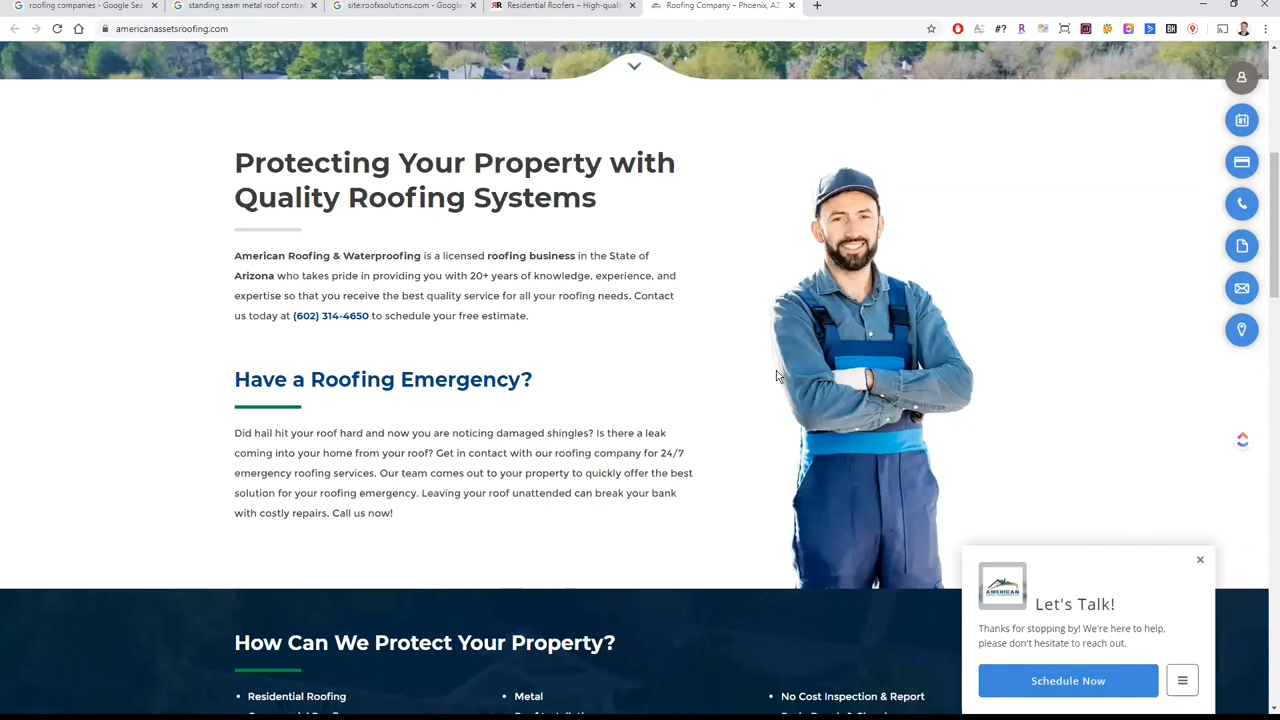 roofing companies - Google Sea
standing seam metal roof contra
site:roofsolutions.com - Google
Residential Roofers – High-quali
Roofing Company – Phoenix, AZ
americanassetsroofing.com
#?
Protecting Your Property with
Quality Roofing Systems
American Roofing & Waterproofing is a licensed roofing business in the State of
Arizona who takes pride in providing you with 20+ years of knowledge, experience, and
expertise so that you receive the best quality service for all your roofing needs. Contact
us today at (602) 314-4650 to schedule your free estimate.
Have a Roofing Emergency?
Did hail hit your roof hard and now you are noticing damaged shingles? Is there a leak
coming into your home from your roof? Get in contact with our roofing company for 24/7
emergency roofing services. Our team comes out to your property to quickly offer the best
solution for your roofing emergency. Leaving your roof unattended can break your bank
with costly repairs. Call us now!
31
AMERICAN
Let's Talk!
Thanks for stopping by! We're here to help,
please don't hesitate to reach out.
Schedule Now
How Can We Protect Your Property?
• Residential Roofing
• Metal
• No Cost Inspection & Report